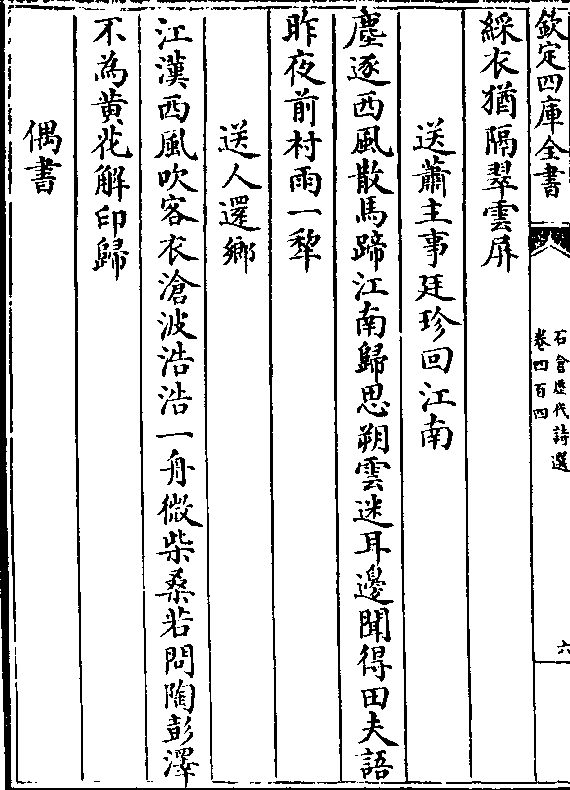 欽定四庫全書
石倉歷代詩選
卷四百四
六
綵衣猶隔翠雲屏
送蕭主事廷珍回江南
塵逐西風散馬蹄江南歸思朔雲迷耳邊聞得田夫語
昨夜前村雨一犂
送人還鄉
江漢西風吹客衣滄波浩浩一舟微柴桑若問陶彭澤
不為黄花解印歸
偶書